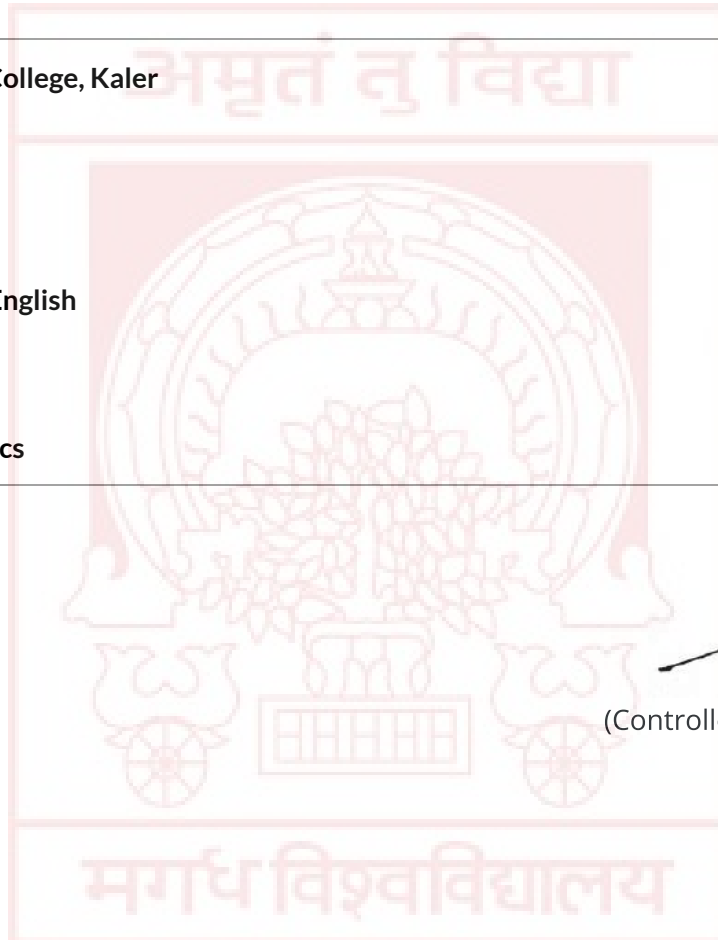 अमृतं तु विद्या
College, Kaler
English
cs
(Controll
मगध विश्वविद्यालय